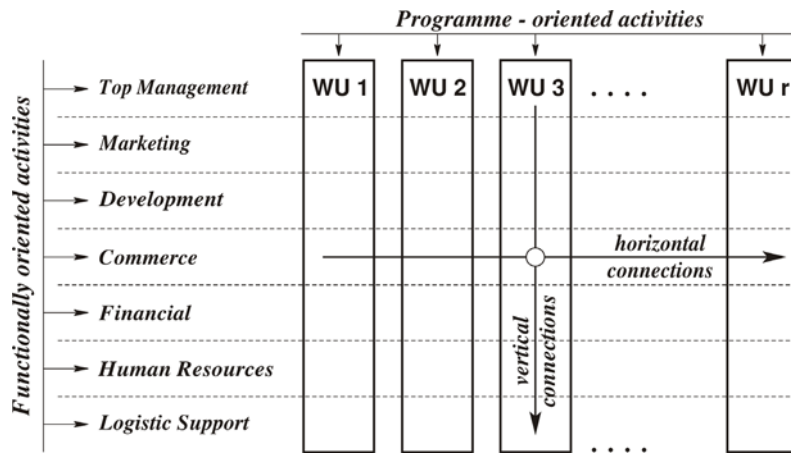 Programme - oriented activities
WU 1 WU 2 WU 3 . . . . WU r
Functionally oriented activities
Top Management
Marketing
Development
Commerce
Financial
Human Resources
Logistic Support
horizontal
connections
vertical
connections
. . . .